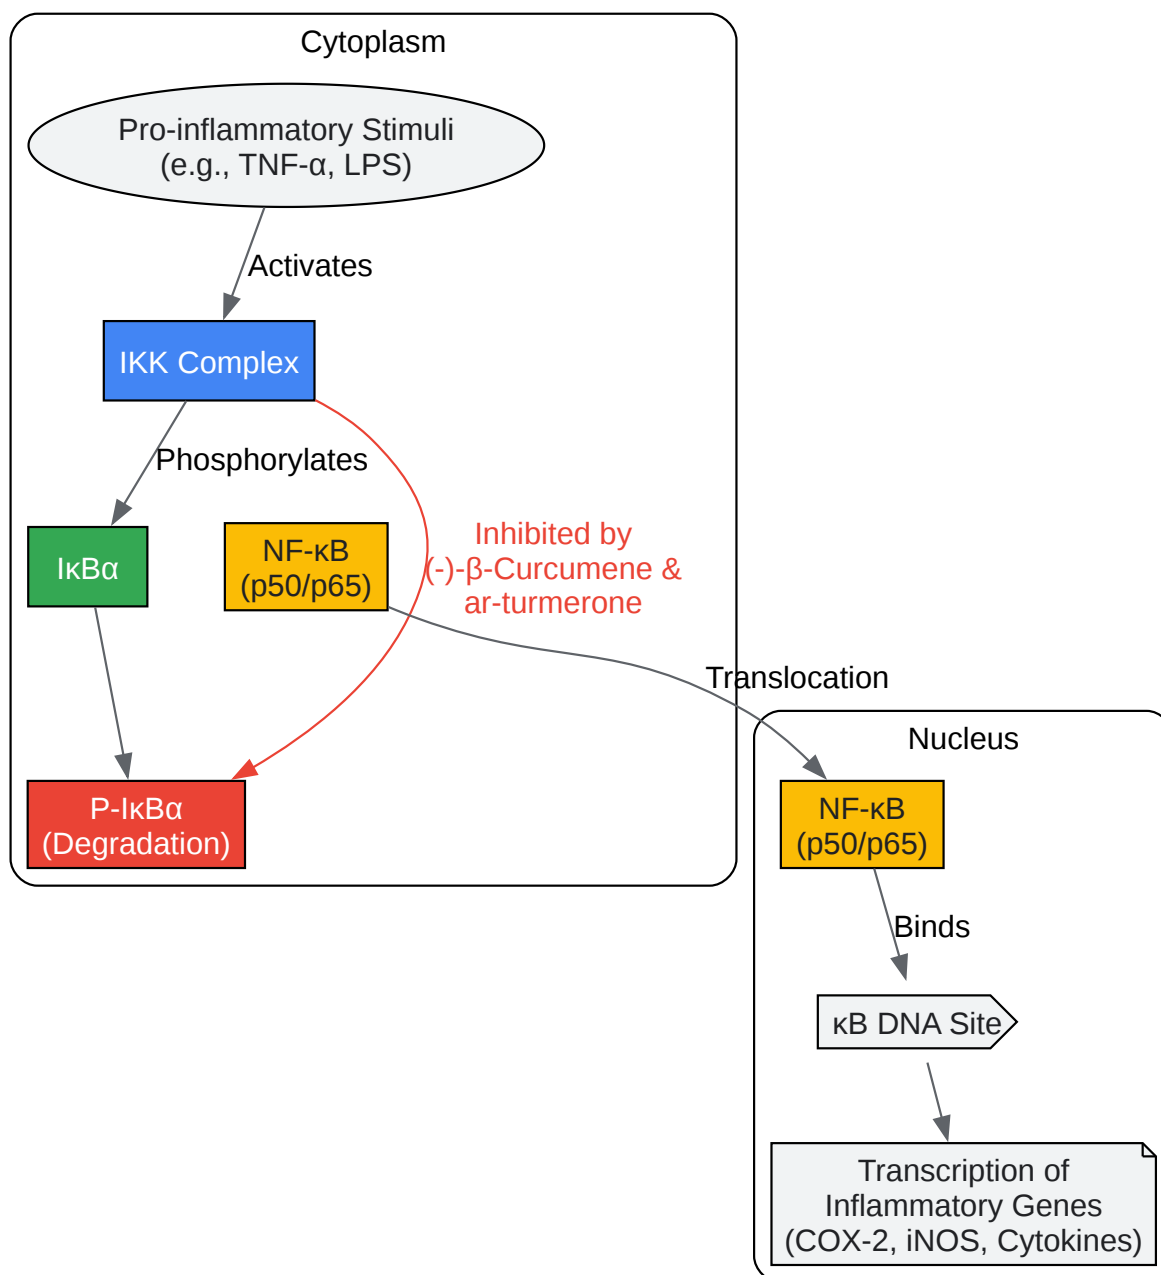 Cytoplasm
Pro-inflammatory Stimuli
(e.g., TNF-α, LPS)
Activates
IKK Complex
Phosphorylates
IκBα
NF-κB
(p50/p65)
Inhibited by
(-)-β-Curcumene &
ar-turmerone
Translocation
P-IκBα
(Degradation)
Nucleus
NF-κB
(p50/p65)
Binds
κB DNA Site
Transcription of
Inflammatory Genes
(COX-2, iNOS, Cytokines)